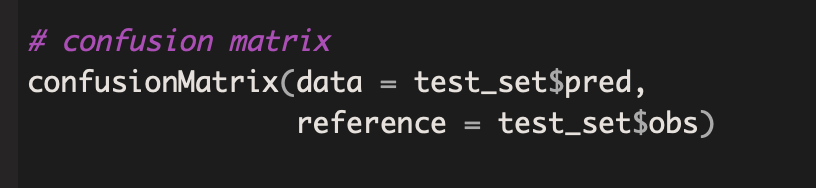 # confusion matrix
confusionMatrix(data = test_set$pred,
reference = test_set$obs)